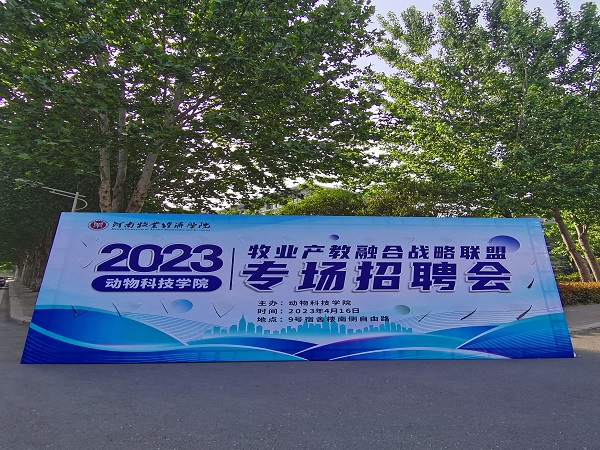 河南牧业经济学院
2023
动物科技学院
牧业产教融合战略联盟
专场招聘会
主办：动物科技学院
时间：2023年4月16日
地点：9号宿舍楼南侧自由路